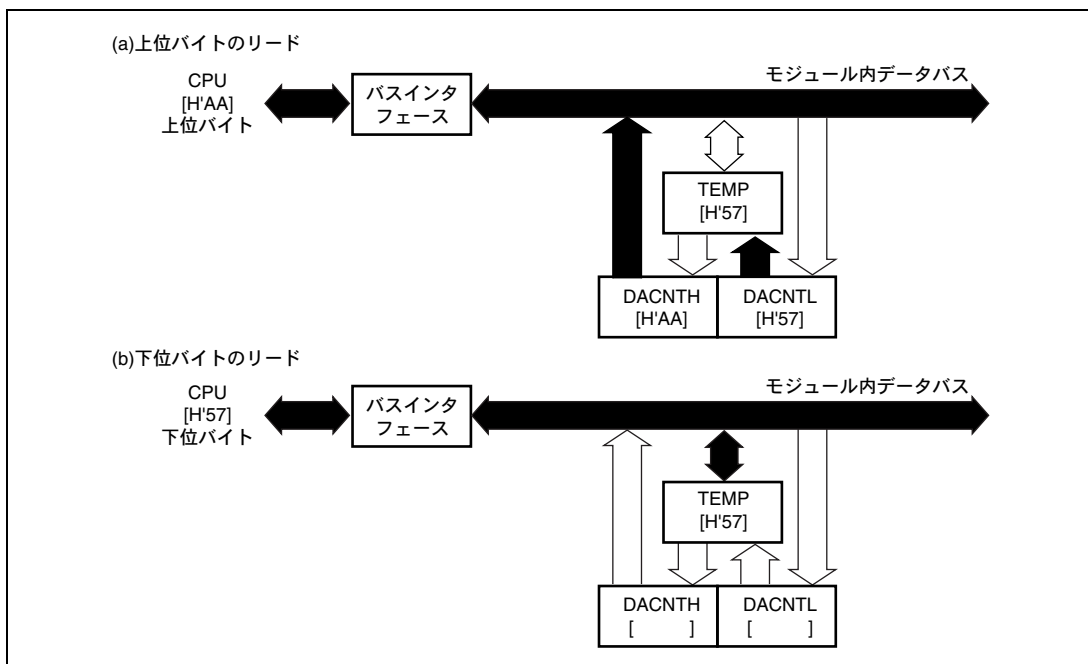 (a)上位バイトのリード
CPU
[H'AA]
上位バイト
バスインタ
フェース
モジュール内データバス
TEMP
[H'57]
DACNTH
[H'AA]
DACNTL
[H'57]
(b)下位バイトのリード
CPU
[H'57]
下位バイト
バスインタ
フェース
モジュール内データバス
TEMP
[H'57]
DACNTH
[ ]
DACNTL
[ ]